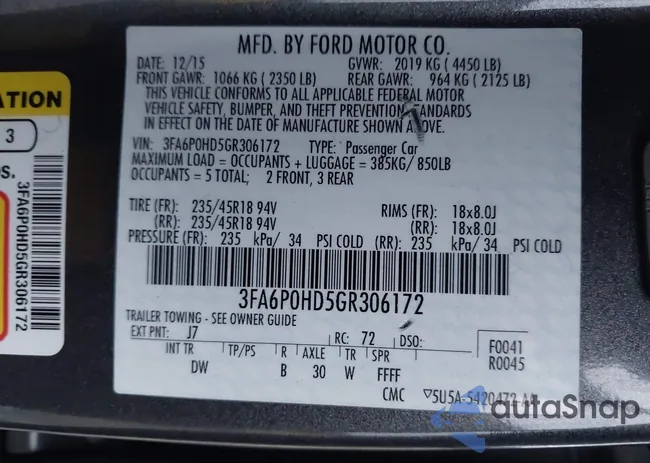 ATION
3
DS.
3FA6P0HD5GR306172
MFD. BY FORD MOTOR CO.
DATE: 12/15 GVWR: 2019 KG ( 4450 LB)
FRONT GAWR: 1066 KG ( 2350 LB) REAR GAWR: 964 KG ( 2125 LB)
THIS VEHICLE CONFORMS TO ALL APPLICABLE FEDERAL MOTOR
VEHICLE SAFETY, BUMPER, AND THEFT PREVENTION STANDARDS
IN EFFECT ON THE DATE OF MANUFACTURE SHOWN ABOVE.
VIN: 3FA6P0HD5GR306172 TYPE: Passenger Car
MAXIMUM LOAD = OCCUPANTS + LUGGAGE = 385KG/ 850LB
OCCUPANTS = 5 TOTAL; 2 FRONT, 3 REAR
TIRE (FR): 235/45R18 94V RIMS (FR): 18x8.0J
(RR): 235/45R18 94V (RR): 18x8.0J
PRESSURE (FR): 235 kPa/ 34 PSI COLD (RR): 235 kPa/ 34 PSI COLD
3FA6P0HD5GR306172
TRAILER TOWING - SEE OWNER GUIDE
EXT PNT: J7 RC: 72 DSO: F0041
R0045
INT TR TP/PS R AXLE TR SPR
DW B 30 W FFFF
CMC ▽5U5A-5420472-AA
autoSnap